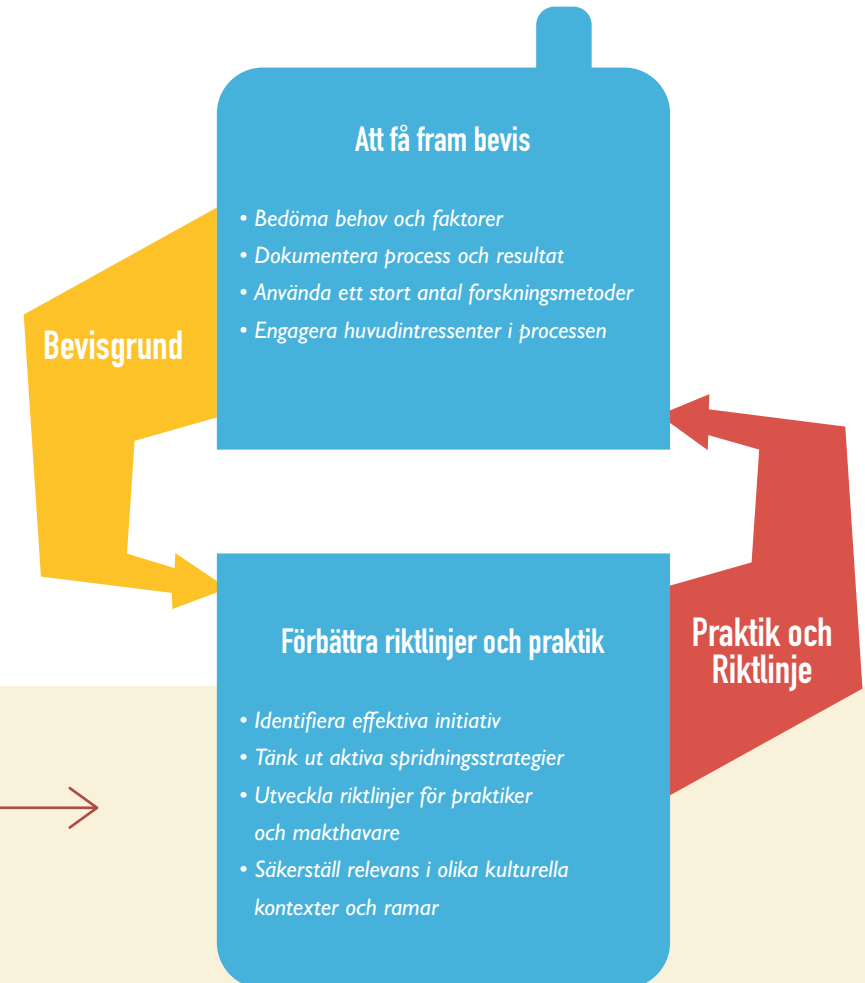 Att få fram bevis
• Bedöma behov och faktorer
• Dokumentera process och resultat
• Använda ett stort antal forskningsmetoder
• Engagera huvudintressenter i processen
Bevisgrund
Förbättra riktlinjer och praktik
• Identifiera effektiva initiativ
• Tänk ut aktiva spridningsstrategier
• Utveckla riktlinjer för praktiker
och makthavare
• Säkerställ relevans i olika kulturella
kontexter och ramar
Praktik och
Riktlinje